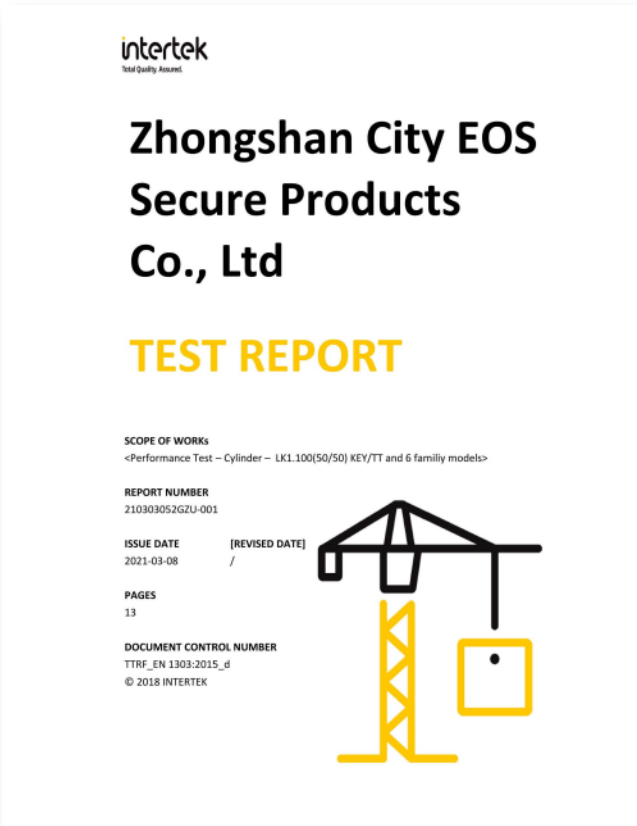 intertek
Total Quality. Assured.
Zhongshan City EOS
Secure Products
Co., Ltd
TEST REPORT
SCOPE OF WORKs
<Performance Test – Cylinder – LK1.100(50/50) KEY/TT and 6 familiy models>
REPORT NUMBER
210303052GZU-001
ISSUE DATE [REVISED DATE]
2021-03-08 /
PAGES
13
DOCUMENT CONTROL NUMBER
TTRF_EN 1303:2015_d
© 2018 INTERTEK